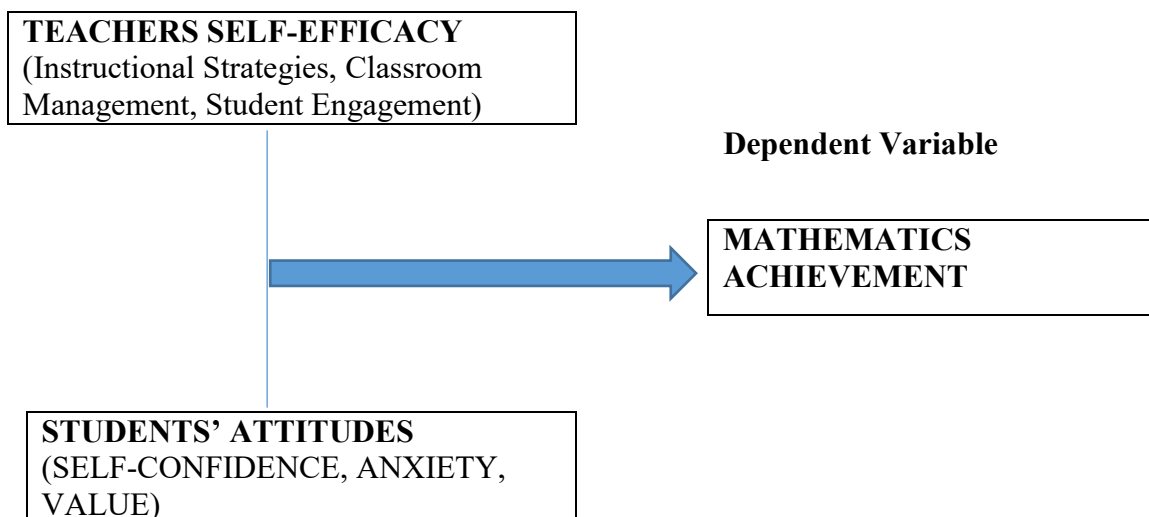 TEACHERS SELF-EFFICACY
(Instructional Strategies, Classroom
Management, Student Engagement)
Dependent Variable
MATHEMATICS
ACHIEVEMENT
STUDENTS’ ATTITUDES
(SELF-CONFIDENCE, ANXIETY,
VALUE)